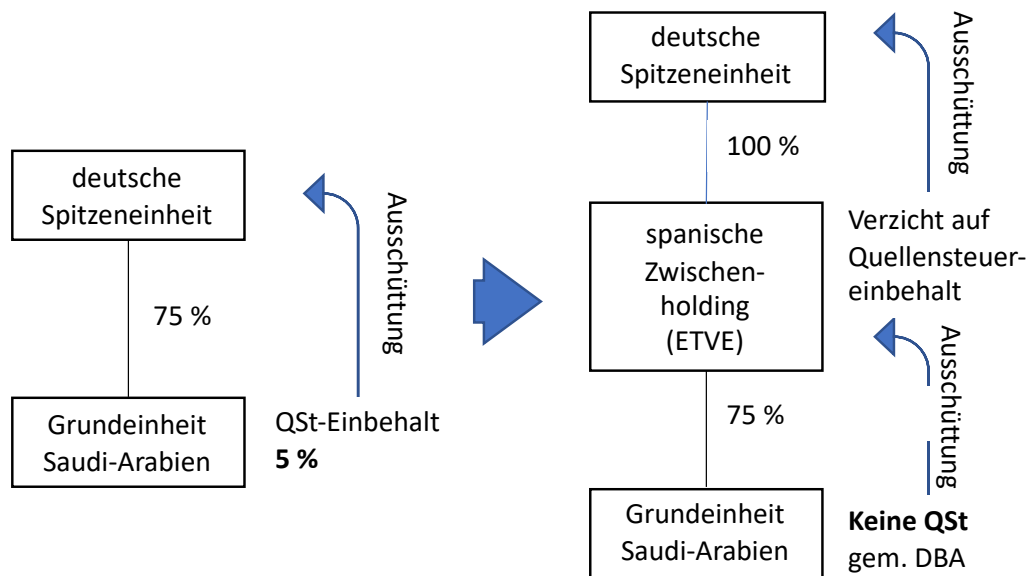 deutsche
Spitzeneinheit
75 %
Ausschüttung
Grundeinheit
Saudi-Arabien
QSt-Einbehalt
5 %
deutsche
Spitzeneinheit
Ausschüttung
100 %
spanische
Zwischen-
holding
(ETVE)
Verzicht auf
Quellensteuer-
einbehalt
75 %
Ausschüttung
Grundeinheit
Saudi-Arabien
Keine QSt
gem. DBA